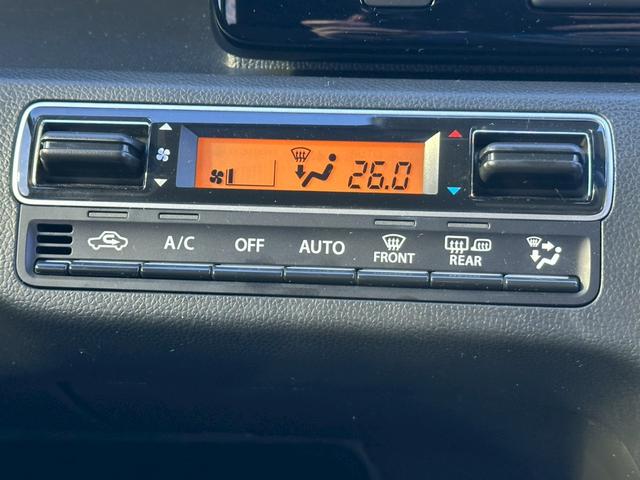 26.0
A/C OFF AUTO FRONT REAR